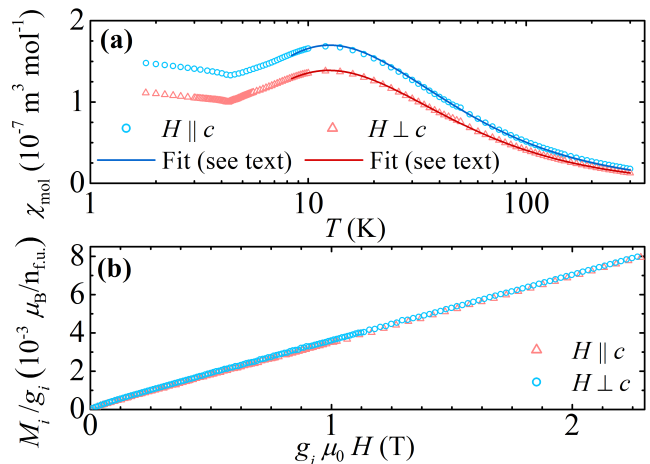 2
(a)
1
H || c
H ⊥ c
Fit (see text)
Fit (see text)
0
1
10
100
T (K)
χmol (10⁻⁷ m³ mol⁻¹)
8
(b)
6
4
H || c
2
H ⊥ c
0
0
1
2
gᵢ μ₀ H (T)
Mᵢ/gᵢ (10⁻³ μB/nf.u.)